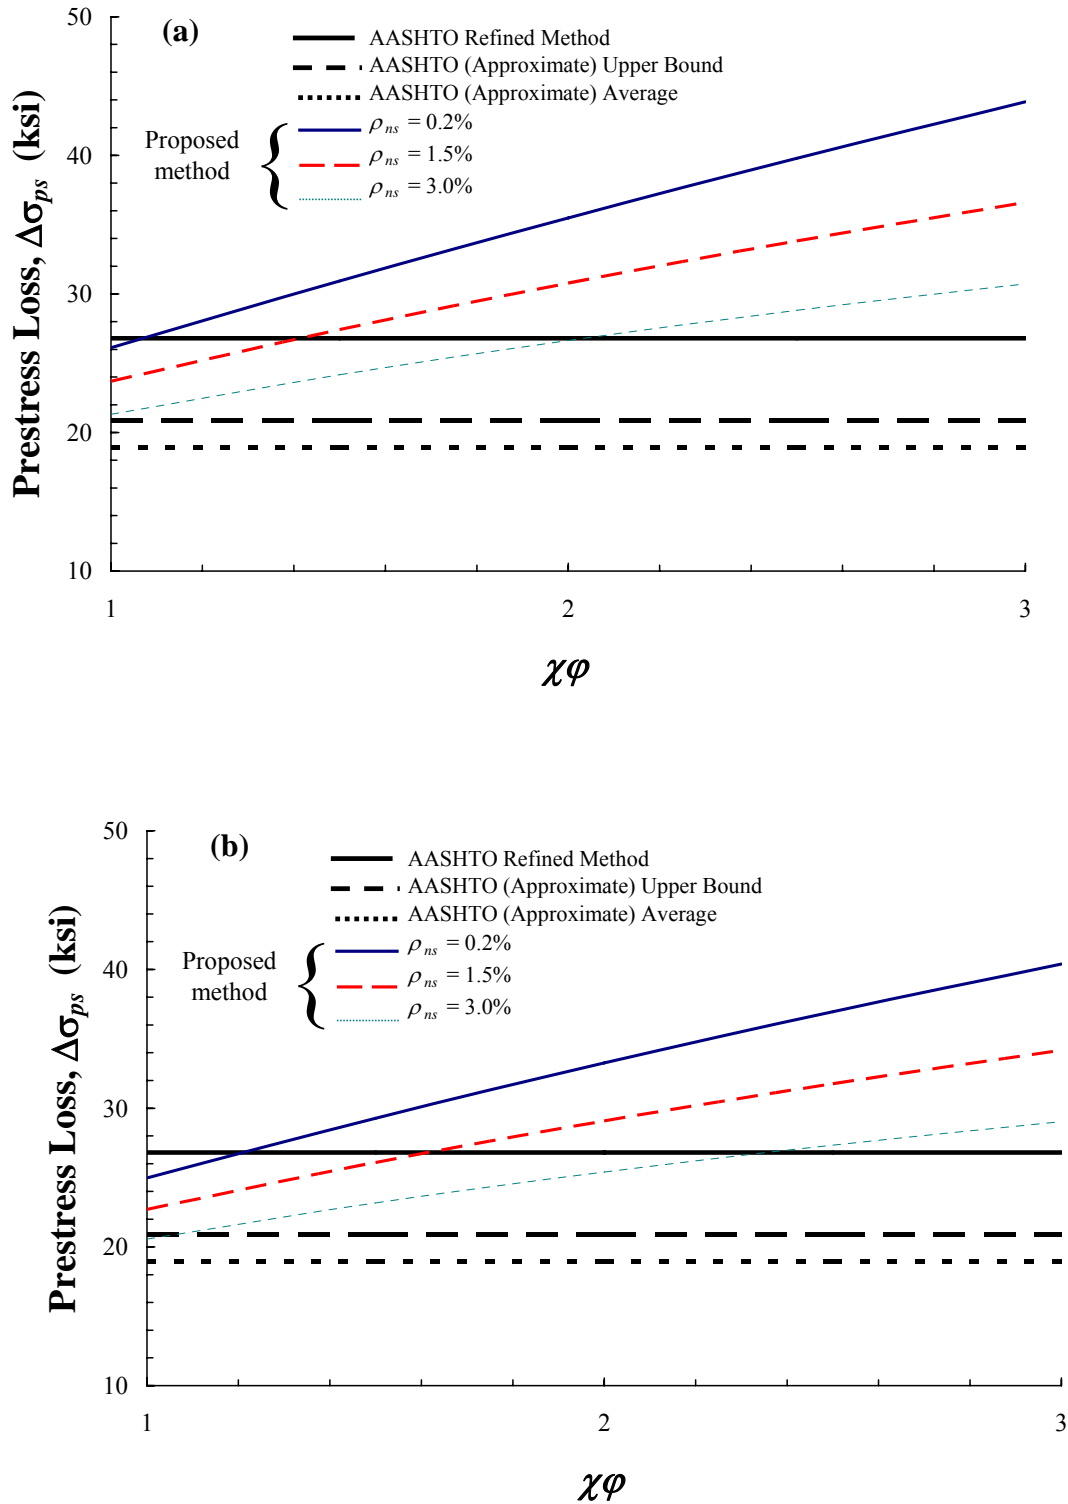 50
(a)
AASHTO Refined Method
AASHTO (Approximate) Upper Bound
AASHTO (Approximate) Average
Proposed method
ρns = 0.2%
ρns = 1.5%
ρns = 3.0%
40
30
20
10
Prestress Loss, Δσps (ksi)
1 2 3
χφ
50
(b)
AASHTO Refined Method
AASHTO (Approximate) Upper Bound
AASHTO (Approximate) Average
Proposed method
ρns = 0.2%
ρns = 1.5%
ρns = 3.0%
40
30
20
10
Prestress Loss, Δσps (ksi)
1 2 3
χφ